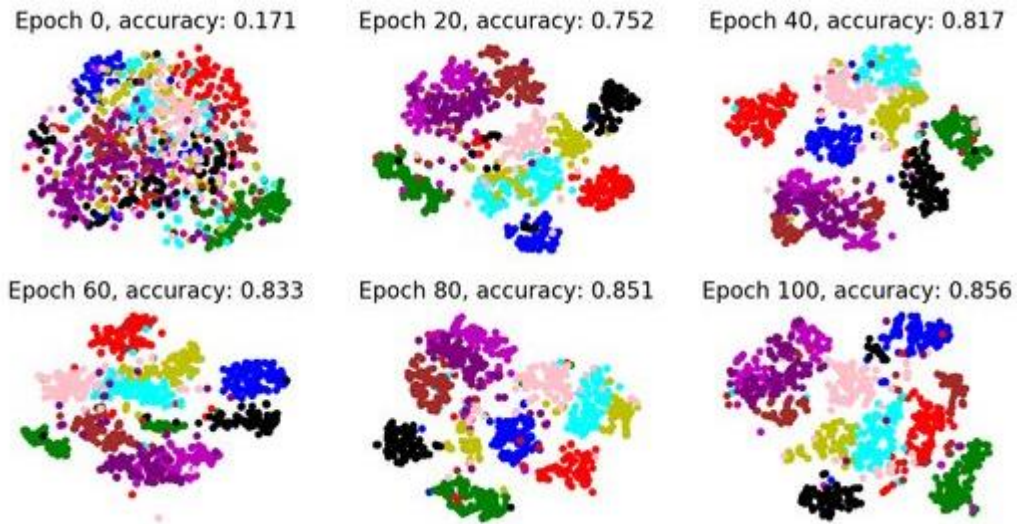 Epoch 0, accuracy: 0.171
Epoch 20, accuracy: 0.752
Epoch 40, accuracy: 0.817
Epoch 60, accuracy: 0.833
Epoch 80, accuracy: 0.851
Epoch 100, accuracy: 0.856